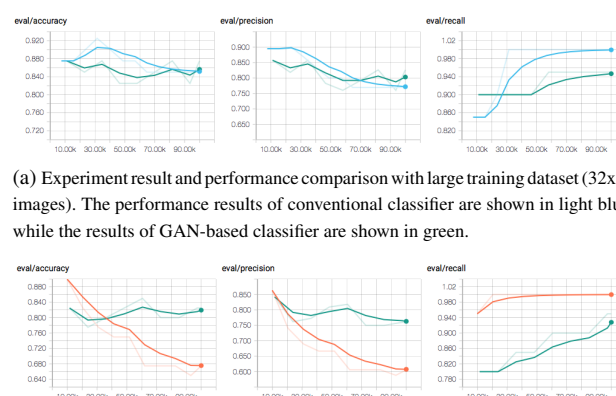 eval/accuracy eval/precision eval/recall
0.920 0.900 1.02
0.880 0.850 0.980
0.840 0.800 0.940
0.800 0.750 0.900
0.760 0.700 0.860
0.720 0.650 0.820
10.00k 30.00k 50.00k 70.00k 90.00k 10.00k 30.00k 50.00k 70.00k 90.00k 10.00k 30.00k 50.00k 70.00k 90.00k
(a) Experiment result and performance comparison with large training dataset (32x
images). The performance results of conventional classifier are shown in light blu
while the results of GAN-based classifier are shown in green.
eval/accuracy eval/precision eval/recall
0.880 0.850 1.02
0.840 0.800 0.980
0.800 0.750 0.940
0.760 0.700 0.900
0.720 0.650 0.860
0.680 0.600 0.820
0.640 0.780